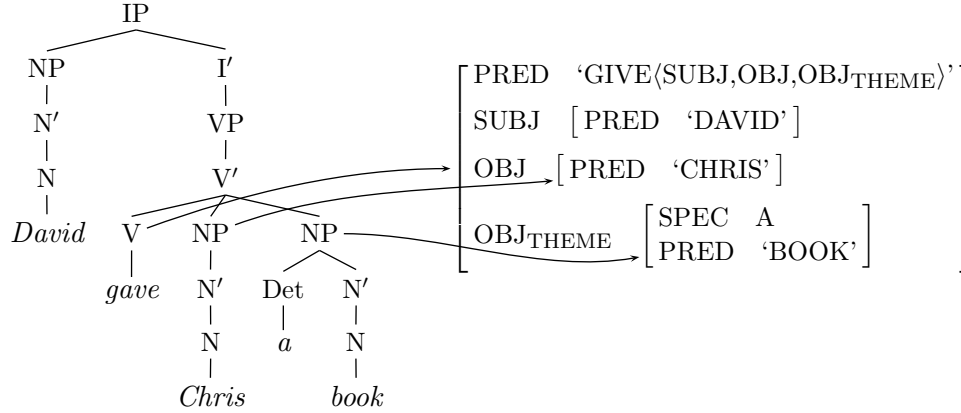 IP
NP I′
PRED ‘GIVE⟨SUBJ,OBJ,OBJTHEME⟩’
N′ VP
SUBJ [PRED ‘DAVID’]
N V′
OBJ [PRED ‘CHRIS’]
David V NP NP
OBJTHEME
SPEC A
PRED ‘BOOK’
gave N′ Det N′
N a N
Chris book